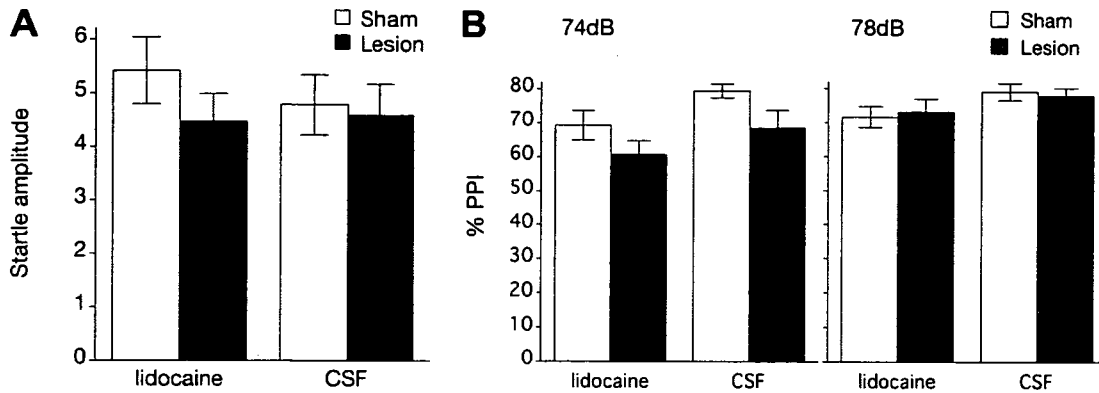 A
Sham
Lesion
Startle amplitude
6
5
4
3
2
1
0
lidocaine
CSF
B
74dB
78dB
Sham
Lesion
% PPI
80
70
60
50
40
30
20
10
0
lidocaine
CSF
lidocaine
CSF